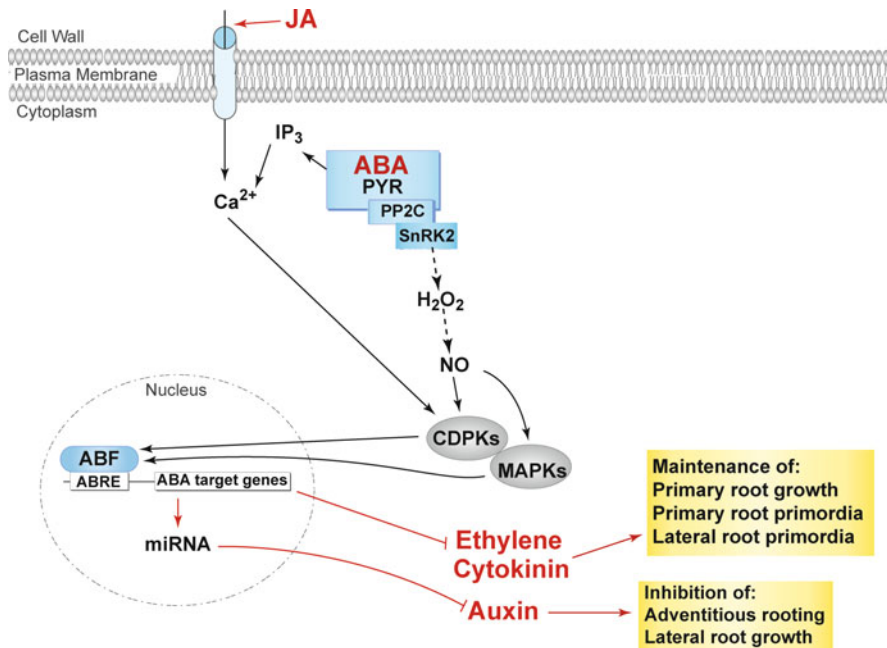 JA
Cell Wall
Plasma Membrane
Cytoplasm
IP₃
ABA
PYR
Ca²⁺
PP2C
SnRK2
H₂O₂
NO
Nucleus
CDPKs
MAPKs
ABF
ABRE
ABA target genes
miRNA
Ethylene
Cytokinin
Auxin
Maintenance of:
Primary root growth
Primary root primordia
Lateral root primordia
Inhibition of:
Adventitious rooting
Lateral root growth